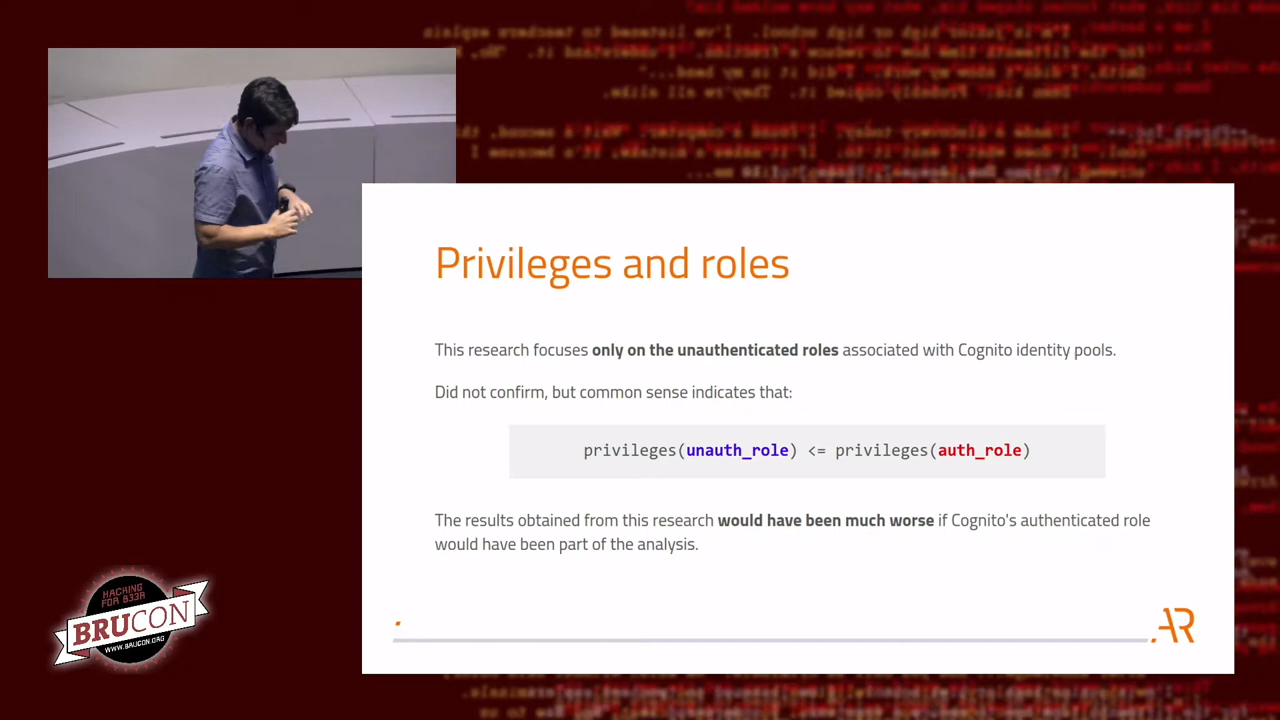 Privileges and roles
This research focuses only on the unauthenticated roles associated with Cognito identity pools.
Did not confirm, but common sense indicates that:
privileges(unauth_role) <= privileges(auth_role)
The results obtained from this research would have been much worse if Cognito's authenticated role
would have been part of the analysis.
AR
HACKING
FOR B33R
BRUCON
WWW.BRUCON.ORG